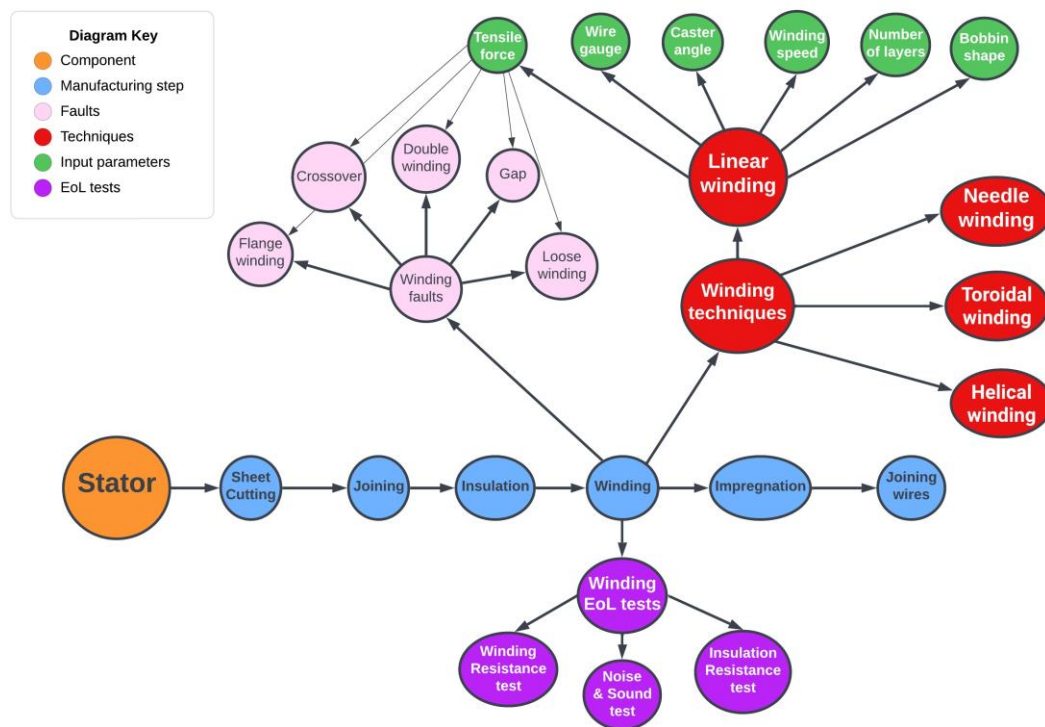 Diagram Key
Component
Manufacturing step
Faults
Techniques
Input parameters
EoL tests
Tensile
force
Wire
gauge
Caster
angle
Winding
speed
Number
of layers
Bobbin
shape
Crossover
Double
winding
Gap
Linear
winding
Flange
winding
Winding
faults
Loose
winding
Needle
winding
Winding
techniques
Toroidal
winding
Helical
winding
Stator
Sheet
Cutting
Joining
Insulation
Winding
Impregnation
Joining
wires
Winding
EoL tests
Winding
Resistance
test
Noise
& Sound
test
Insulation
Resistance
test